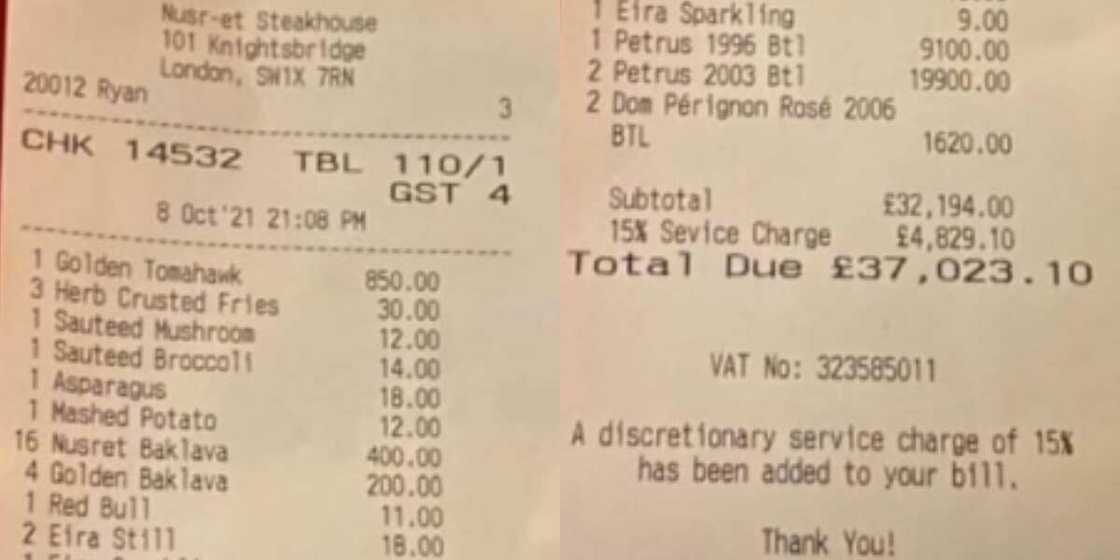 Nusr-et Steakhouse
101 Knightsbridge
London, SW1X 7RN
20012 Ryan
3
CHK 14532 TBL 110/1
GST 4
8 Oct'21 21:08 PM
1 Golden Tomahawk 850.00
3 Herb Crusted Fries 30.00
1 Sauteed Mushroom 12.00
1 Sauteed Broccoli 14.00
1 Asparagus 18.00
1 Mashed Potato 12.00
16 Nusret Baklava 400.00
4 Golden Baklava 200.00
1 Red Bull 11.00
2 Eira Still 18.00
1 Eira Sparkling 9.00
1 Petrus 1996 Btl 9100.00
2 Petrus 2003 Btl 19900.00
2 Dom Pérignon Rosé 2006
BTL 1620.00
Subtotal £32,194.00
15% Sevice Charge £4,829.10
Total Due £37,023.10
VAT No: 323585011
A discretionary service charge of 15%
has been added to your bill.
Thank You!